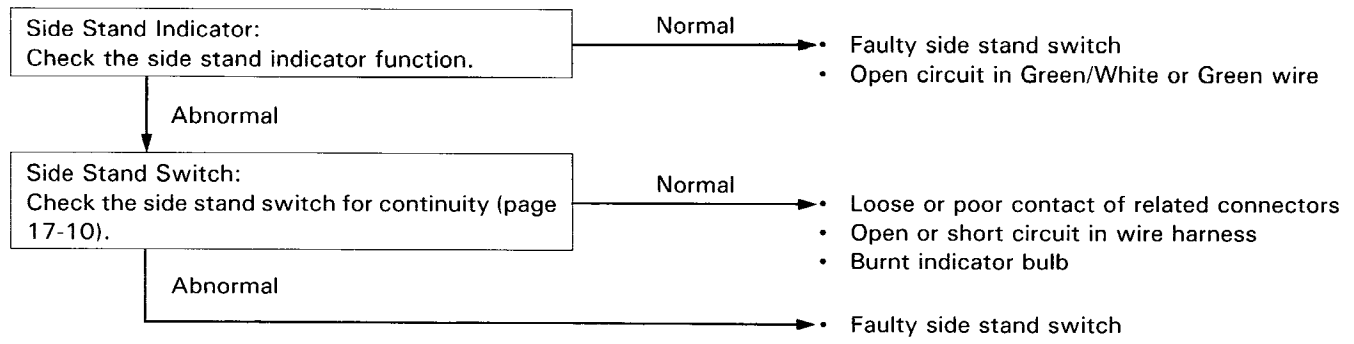 Side Stand Indicator:
Check the side stand indicator function.
Normal
• Faulty side stand switch
• Open circuit in Green/White or Green wire
Abnormal
Side Stand Switch:
Check the side stand switch for continuity (page
17-10).
Normal
• Loose or poor contact of related connectors
• Open or short circuit in wire harness
• Burnt indicator bulb
Abnormal
• Faulty side stand switch